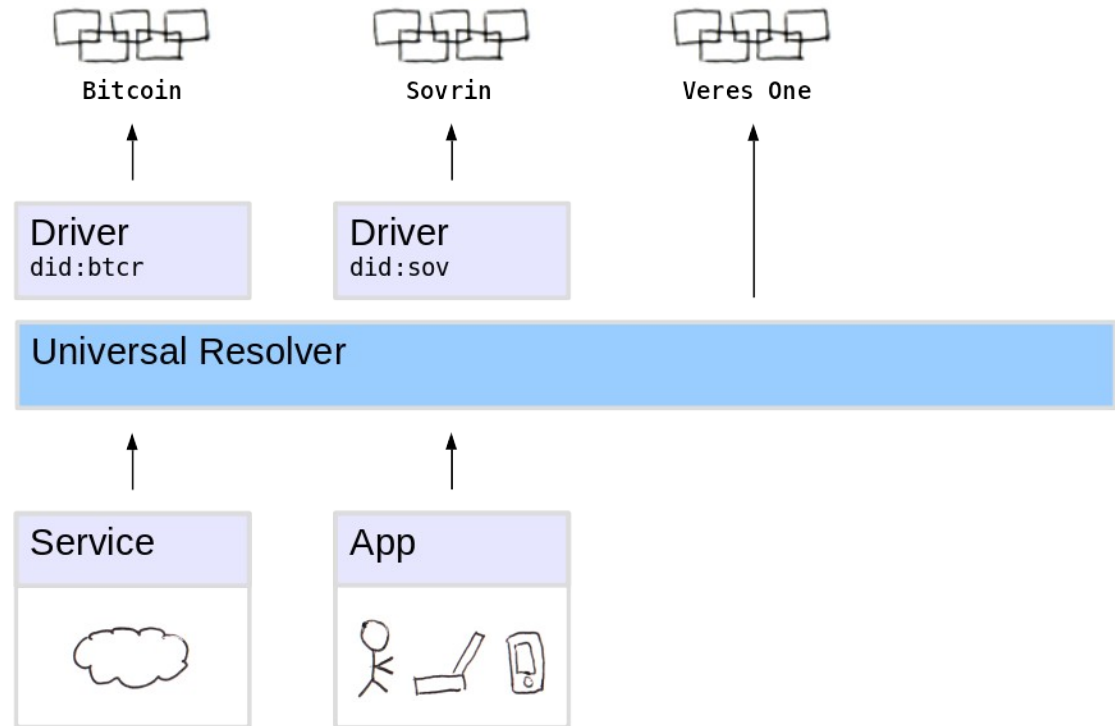 Bitcoin
Sovrin
Veres One
Driver
did:btcr
Driver
did:sov
Universal Resolver
Service
App